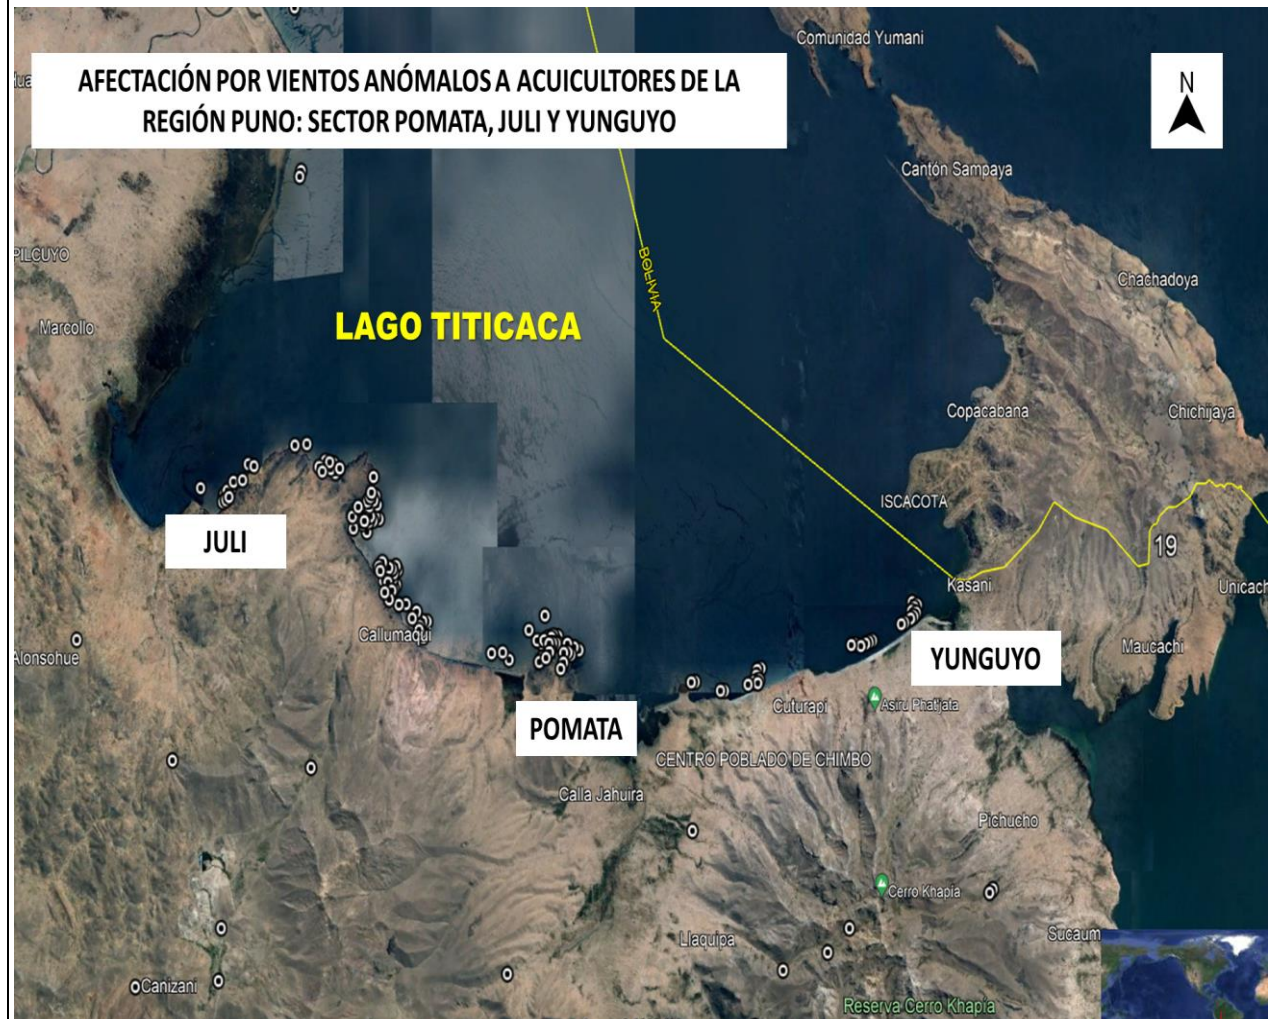 Comunidad Yumani
AFECTACIÓN POR VIENTOS ANÓMALOS A ACUICULTORES DE LA
REGIÓN PUNO: SECTOR POMATA, JULI Y YUNGUYO
N
Cantón Sampaya
PILCUYO
BOLIVIA
Chachadoya
Marcollo
LAGO TITICACA
Copacabana
Chichijaya
ISCACOTA
JULI
19
Kasani
Unicach
Callumaqui
Alonsohue
YUNGUYO
Maucachi
Cuturapi
Asiru Phatjata
POMATA
CENTRO POBLADO DE CHIMBO
Calla Jahuira
Pichucho
Cerro Khapia
Llaquipa
Sucaum
Canizani
Reserva Cerro Khapia